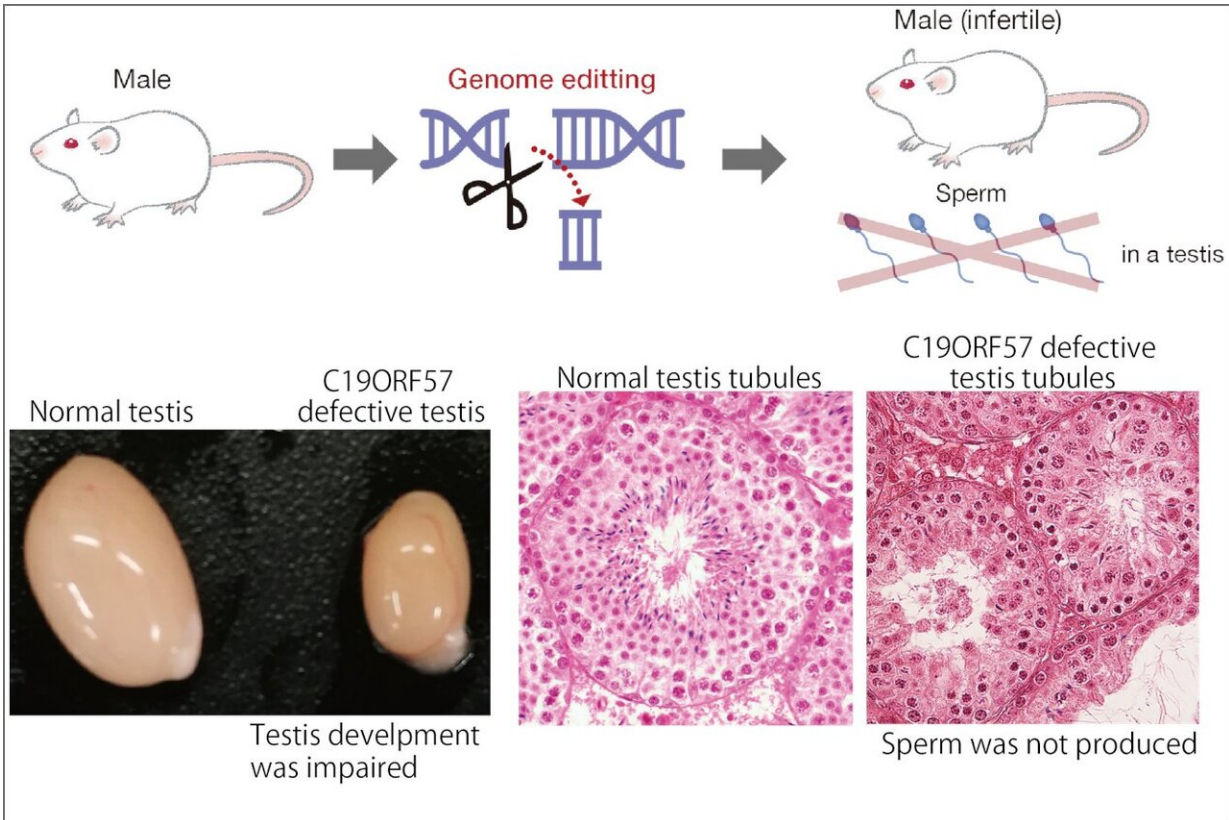 Male
Genome editting
Male (infertile)
Sperm
in a testis
Normal testis
C19ORF57
defective testis
Normal testis tubules
C19ORF57 defective
testis tubules
Testis develpment
was impaired
Sperm was not produced